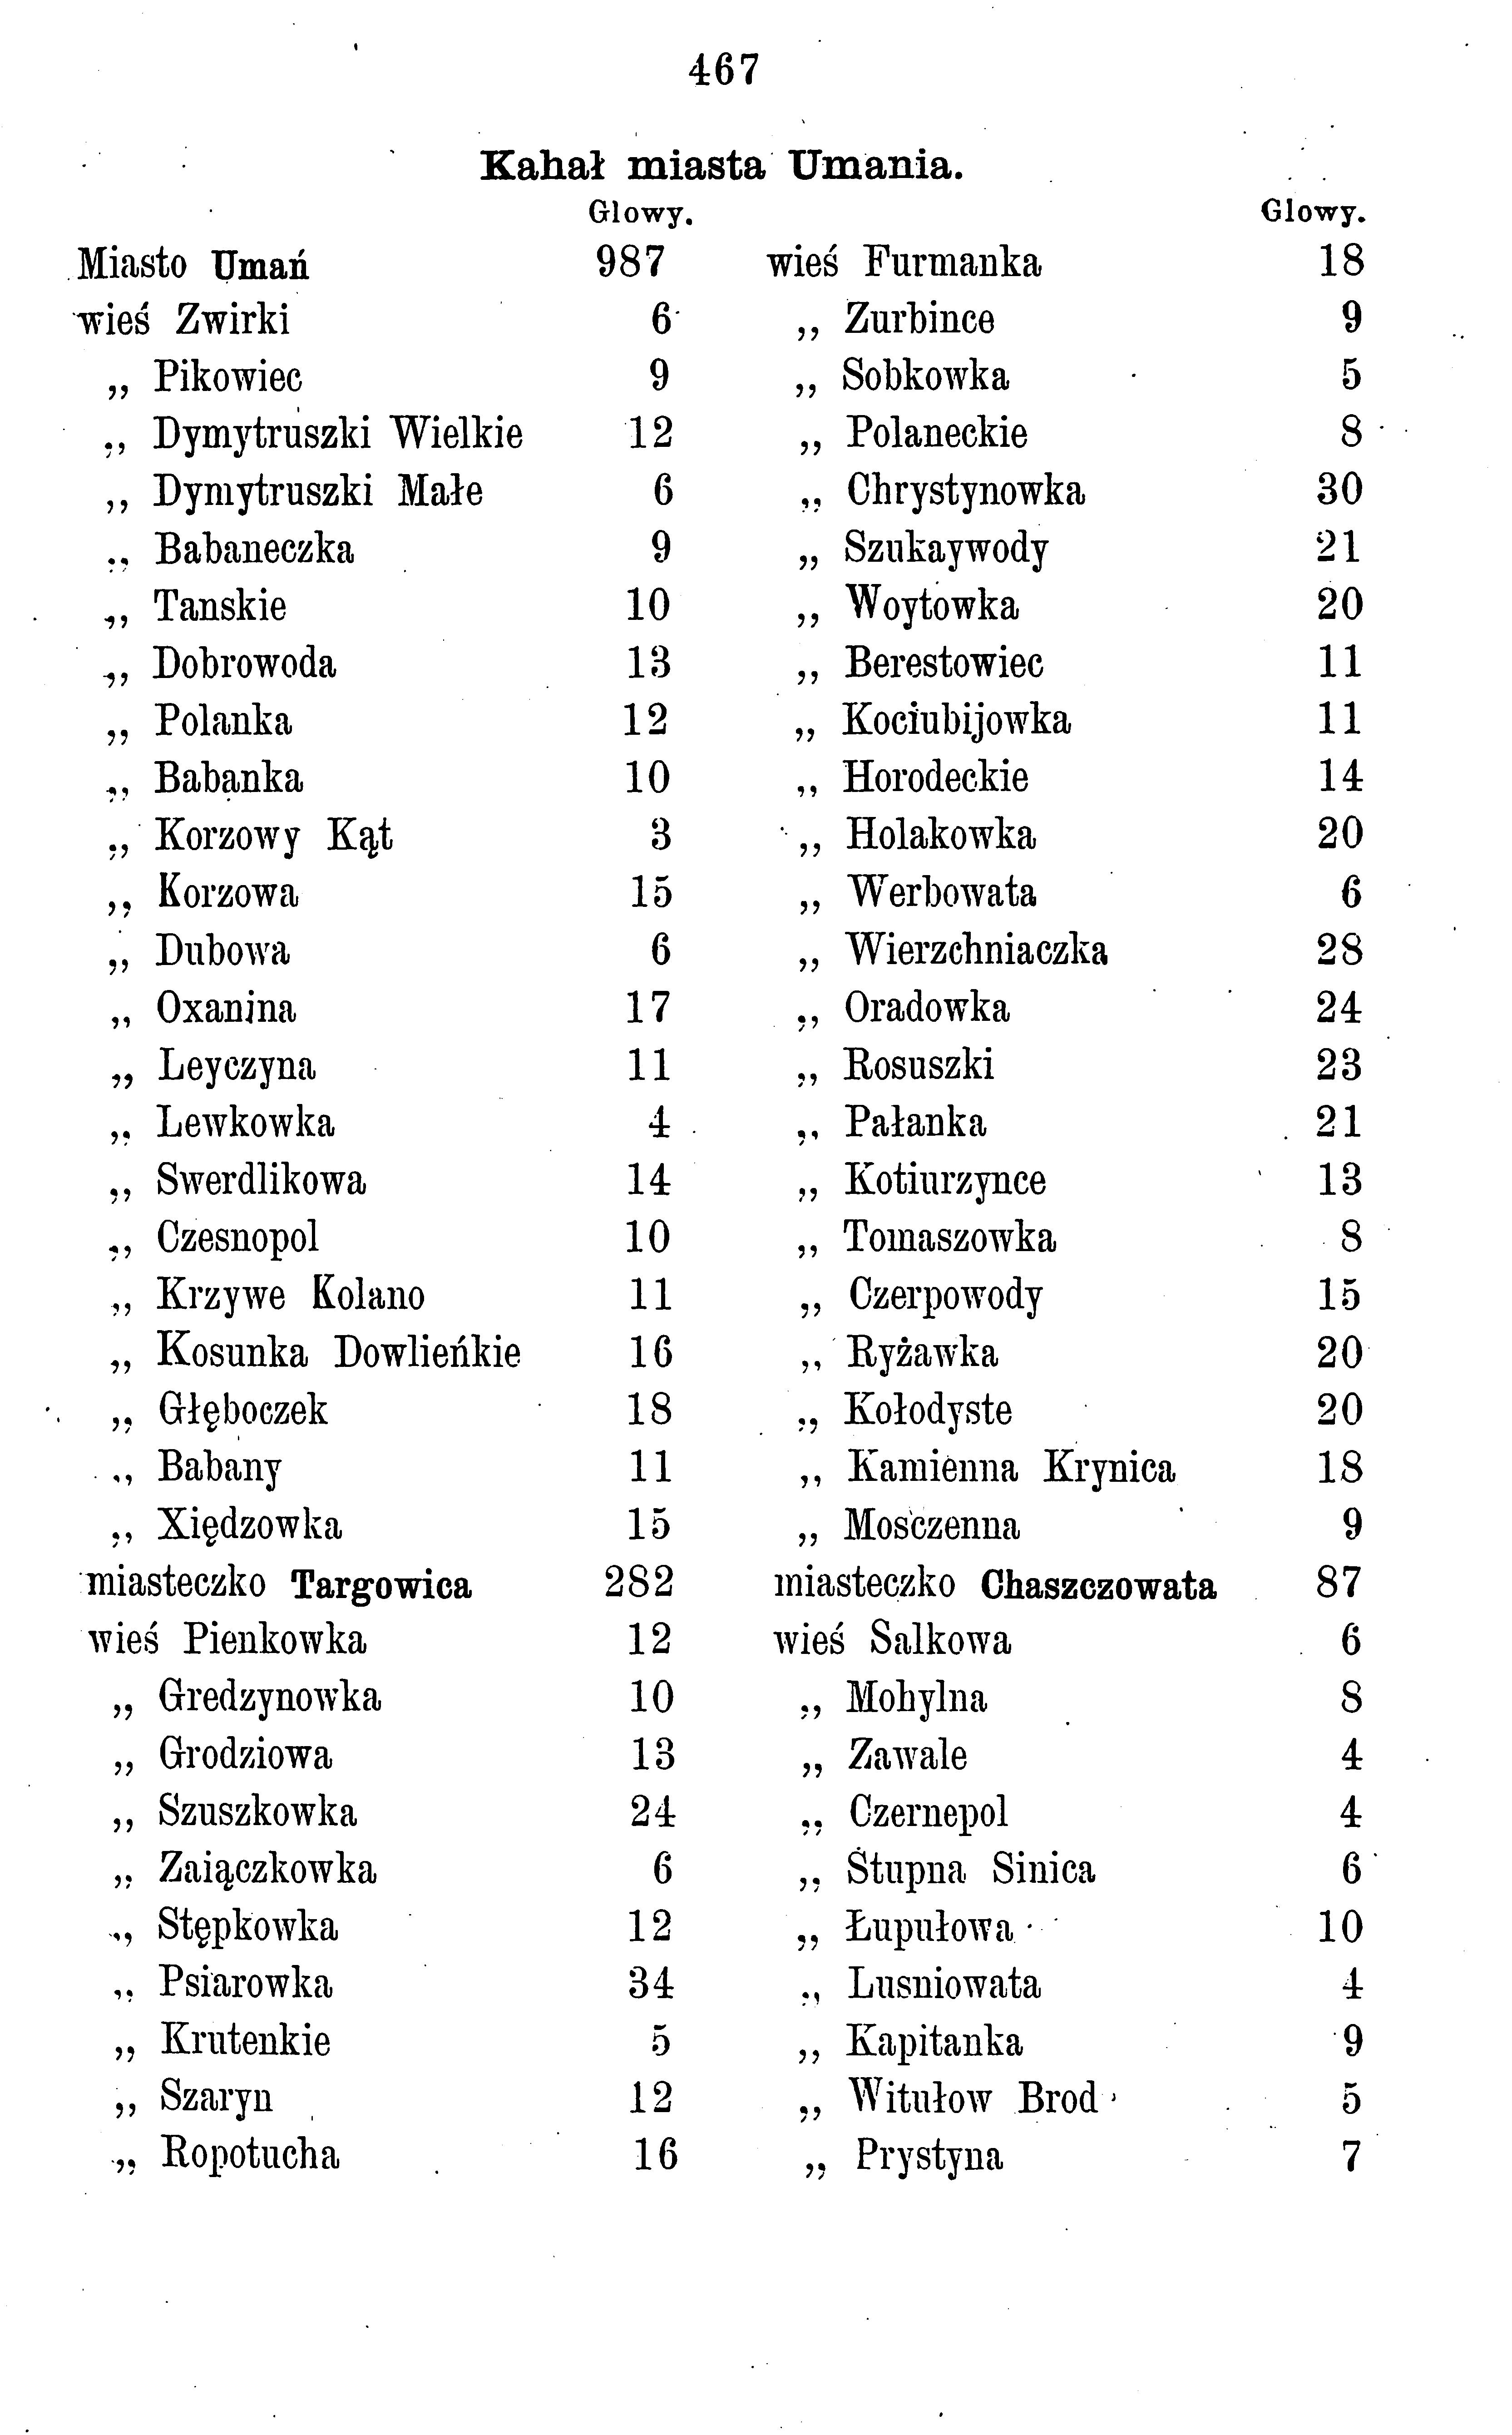 467
Kahał miasta Umania.
Glowy.
Miasto Umań 987
wieś Zwirki 6
„ Pikowiec 9
„ Dymytruszki Wielkie 12
„ Dymytruszki Małe 6
„ Babaneczka 9
„ Tanskie 10
„ Dobrowoda 13
„ Polanka 12
„ Babanka 10
„ Korzowy Kąt 3
„ Korzowa 15
„ Dubowa 6
„ Oxanina 17
„ Leyczyna 11
„ Lewkowka 4
„ Swerdlikowa 14
„ Czesnopol 10
„ Krzywe Kolano 11
„ Kosunka Dowlieńkie 16
„ Głęboczek 18
„ Babany 11
„ Xiędzowka 15
miasteczko Targowica 282
wieś Pienkowka 12
„ Gredzynowka 10
„ Grodziowa 13
„ Szuszkowka 24
„ Zaiączkowka 6
„ Stępkowka 12
„ Psiarowka 34
„ Krutenkie 5
„ Szaryn 12
„ Ropotucha 16
Glowy.
wieś Furmanka 18
„ Zurbince 9
„ Sobkowka 5
„ Polaneckie 8
„ Chrystynowka 30
„ Szukaywody 21
„ Woytowka 20
„ Berestowiec 11
„ Kociubijowka 11
„ Horodeckie 14
„ Holakowka 20
„ Werbowata 6
„ Wierzchniaczka 28
„ Oradowka 24
„ Rosuszki 23
„ Pałanka 21
„ Kotiurzynce 13
„ Tomaszowka 8
„ Czerpowody 15
„ Ryżawka 20
„ Kołodyste 20
„ Kamienna Krynica 18
„ Mosczenna 9
miasteczko Chaszczowata 87
wieś Salkowa 6
„ Mohylna 8
„ Zawale 4
„ Czernepol 4
„ Stupna Sinica 6
„ Łupułowa 10
„ Lusniowata 4
„ Kapitanka 9
„ Witułow Brod 5
„ Prystyna 7